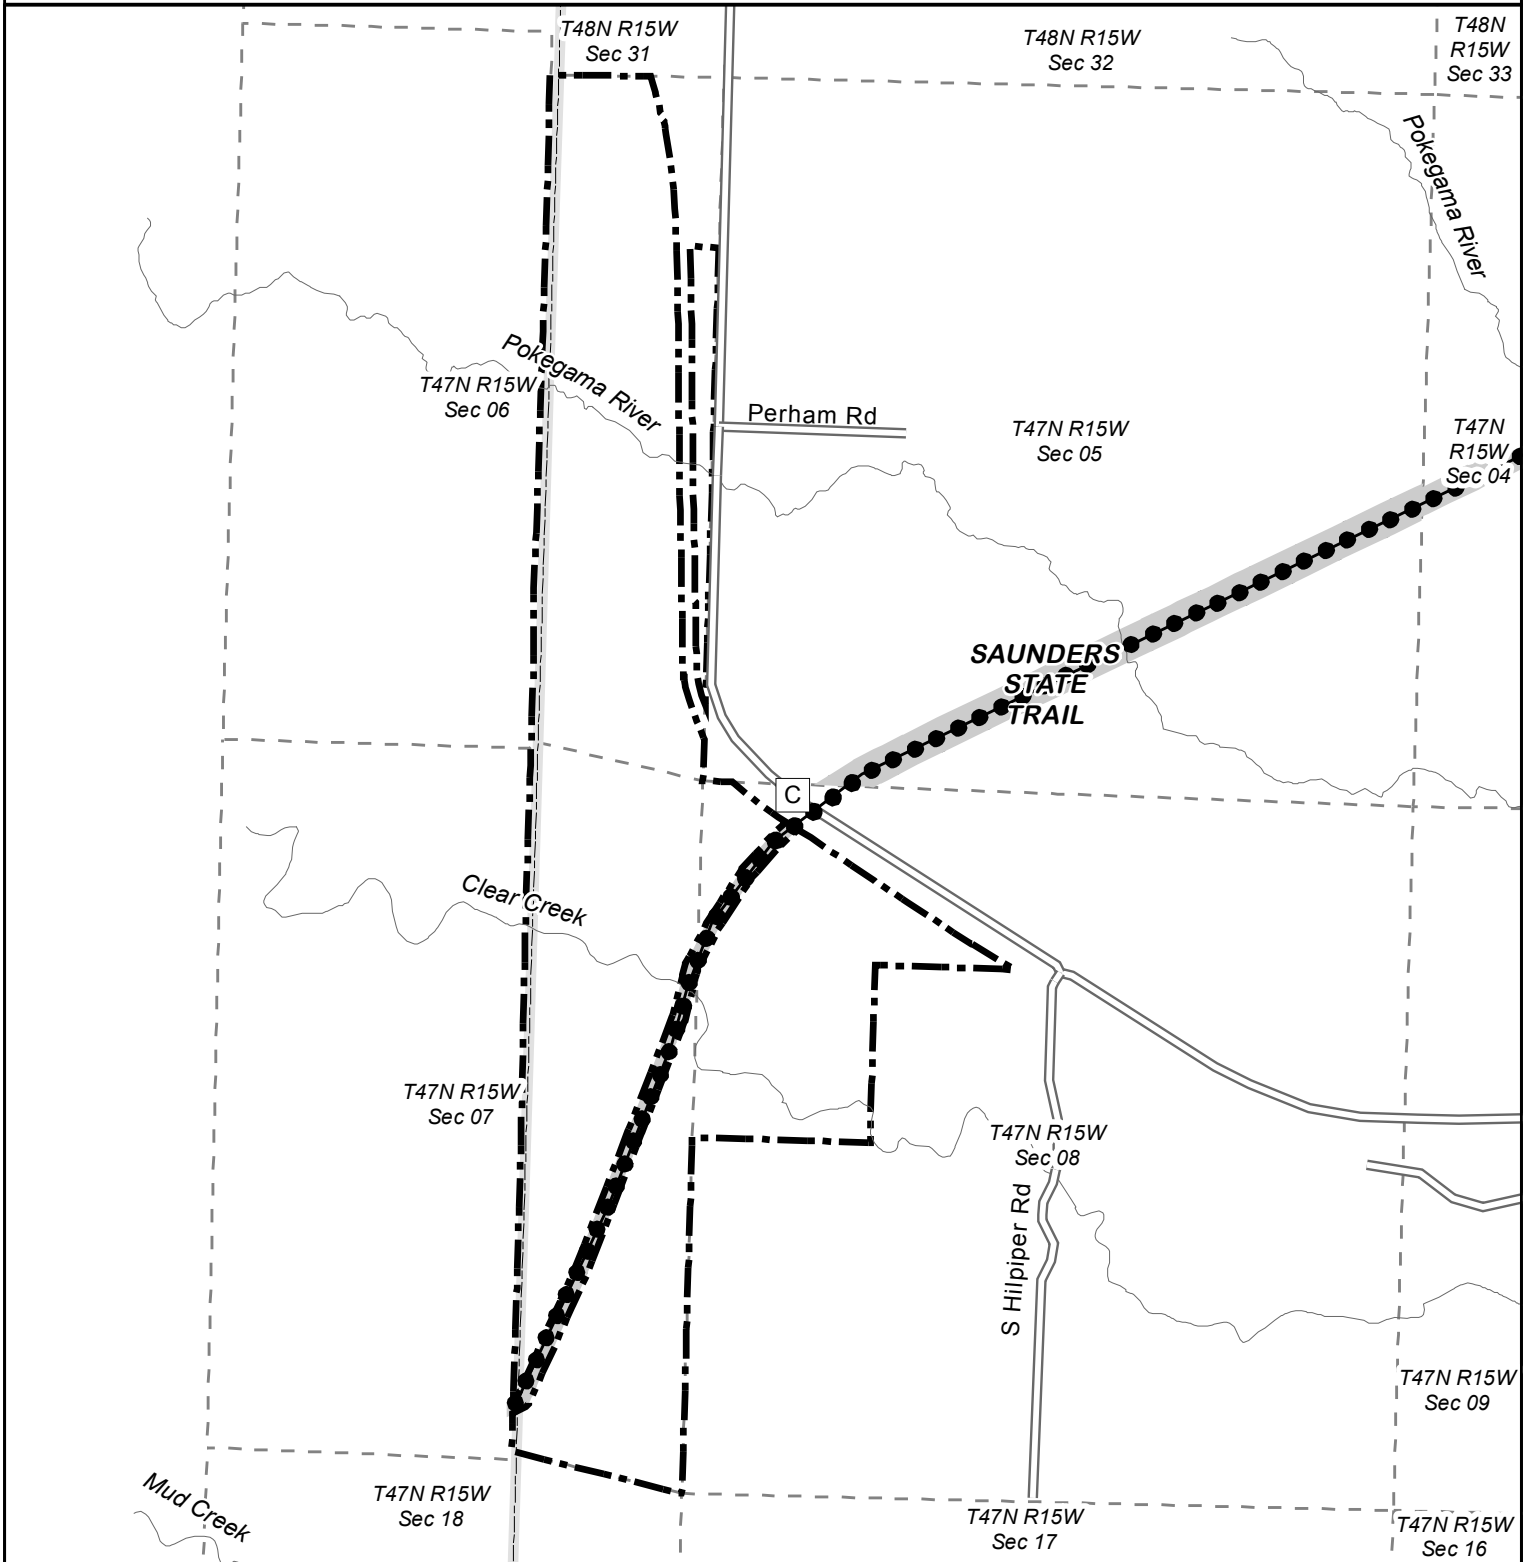 T48N R15W
Sec 31
T48N R15W
Sec 32
T48N
R15W
Sec 33
Pokegama River
Pokegama River
T47N R15W
Sec 06
Perham Rd
T47N R15W
Sec 05
T47N
R15W
Sec 04
SAUNDERS
STATE
TRAIL
C
Clear Creek
T47N R15W
Sec 07
T47N R15W
Sec 08
S Hilpiper Rd
T47N R15W
Sec 09
Mud Creek
T47N R15W
Sec 18
T47N R15W
Sec 17
T47N R15W
Sec 16